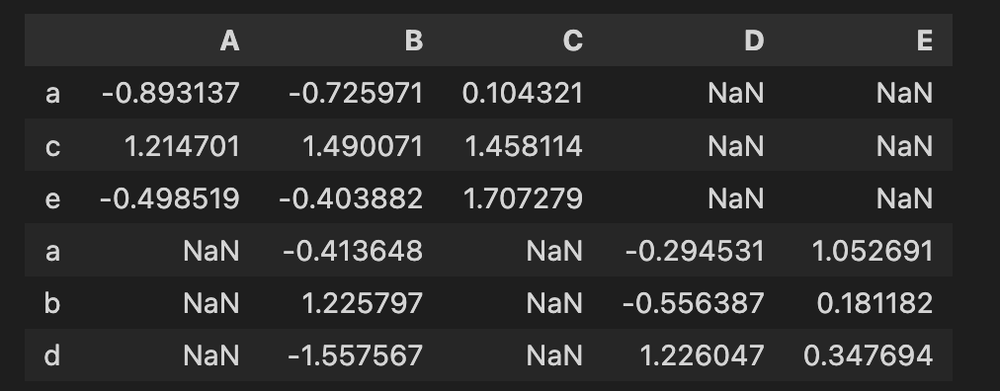 A B C D E
a -0.893137 -0.725971 0.104321 NaN NaN
c 1.214701 1.490071 1.458114 NaN NaN
e -0.498519 -0.403882 1.707279 NaN NaN
a NaN -0.413648 NaN -0.294531 1.052691
b NaN 1.225797 NaN -0.556387 0.181182
d NaN -1.557567 NaN 1.226047 0.347694